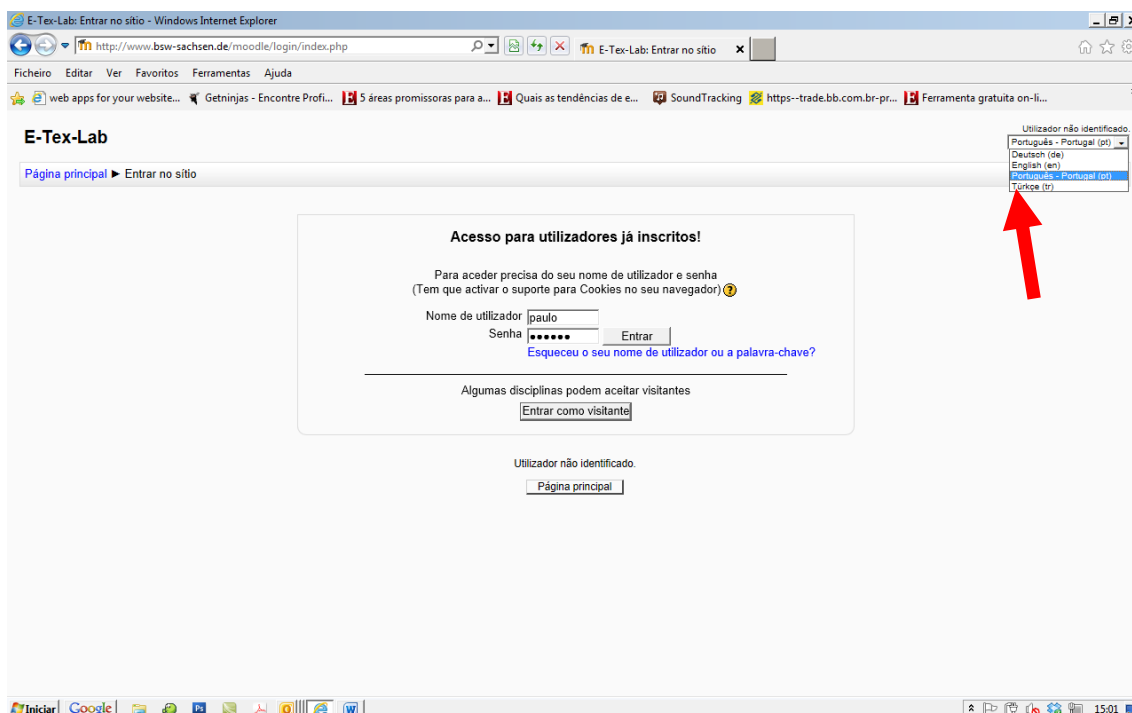 E-Tex-Lab: Entrar no sítio - Windows Internet Explorer
http://www.bsw-sachsen.de/moodle/login/index.php
E-Tex-Lab: Entrar no sítio
Ficheiro Editar Ver Favoritos Ferramentas Ajuda
web apps for your website... Getninjas - Encontre Profi... 5 áreas promissoras para a... Quais as tendências de e... SoundTracking https--trade.bb.com.br-pr... Ferramenta gratuita on-li...
Utilizador não identificado.
E-Tex-Lab
Português - Portugal (pt)
Deutsch (de)
English (en)
Português - Portugal (pt)
Türkçe (tr)
Página principal ► Entrar no sítio
Acesso para utilizadores já inscritos!
Para aceder precisa do seu nome de utilizador e senha
(Tem que activar o suporte para Cookies no seu navegador)
Nome de utilizador paulo
Senha •••••• Entrar
Esqueceu o seu nome de utilizador ou a palavra-chave?
Algumas disciplinas podem aceitar visitantes
Entrar como visitante
Utilizador não identificado.
Página principal
Iniciar Google Ps W 15:01